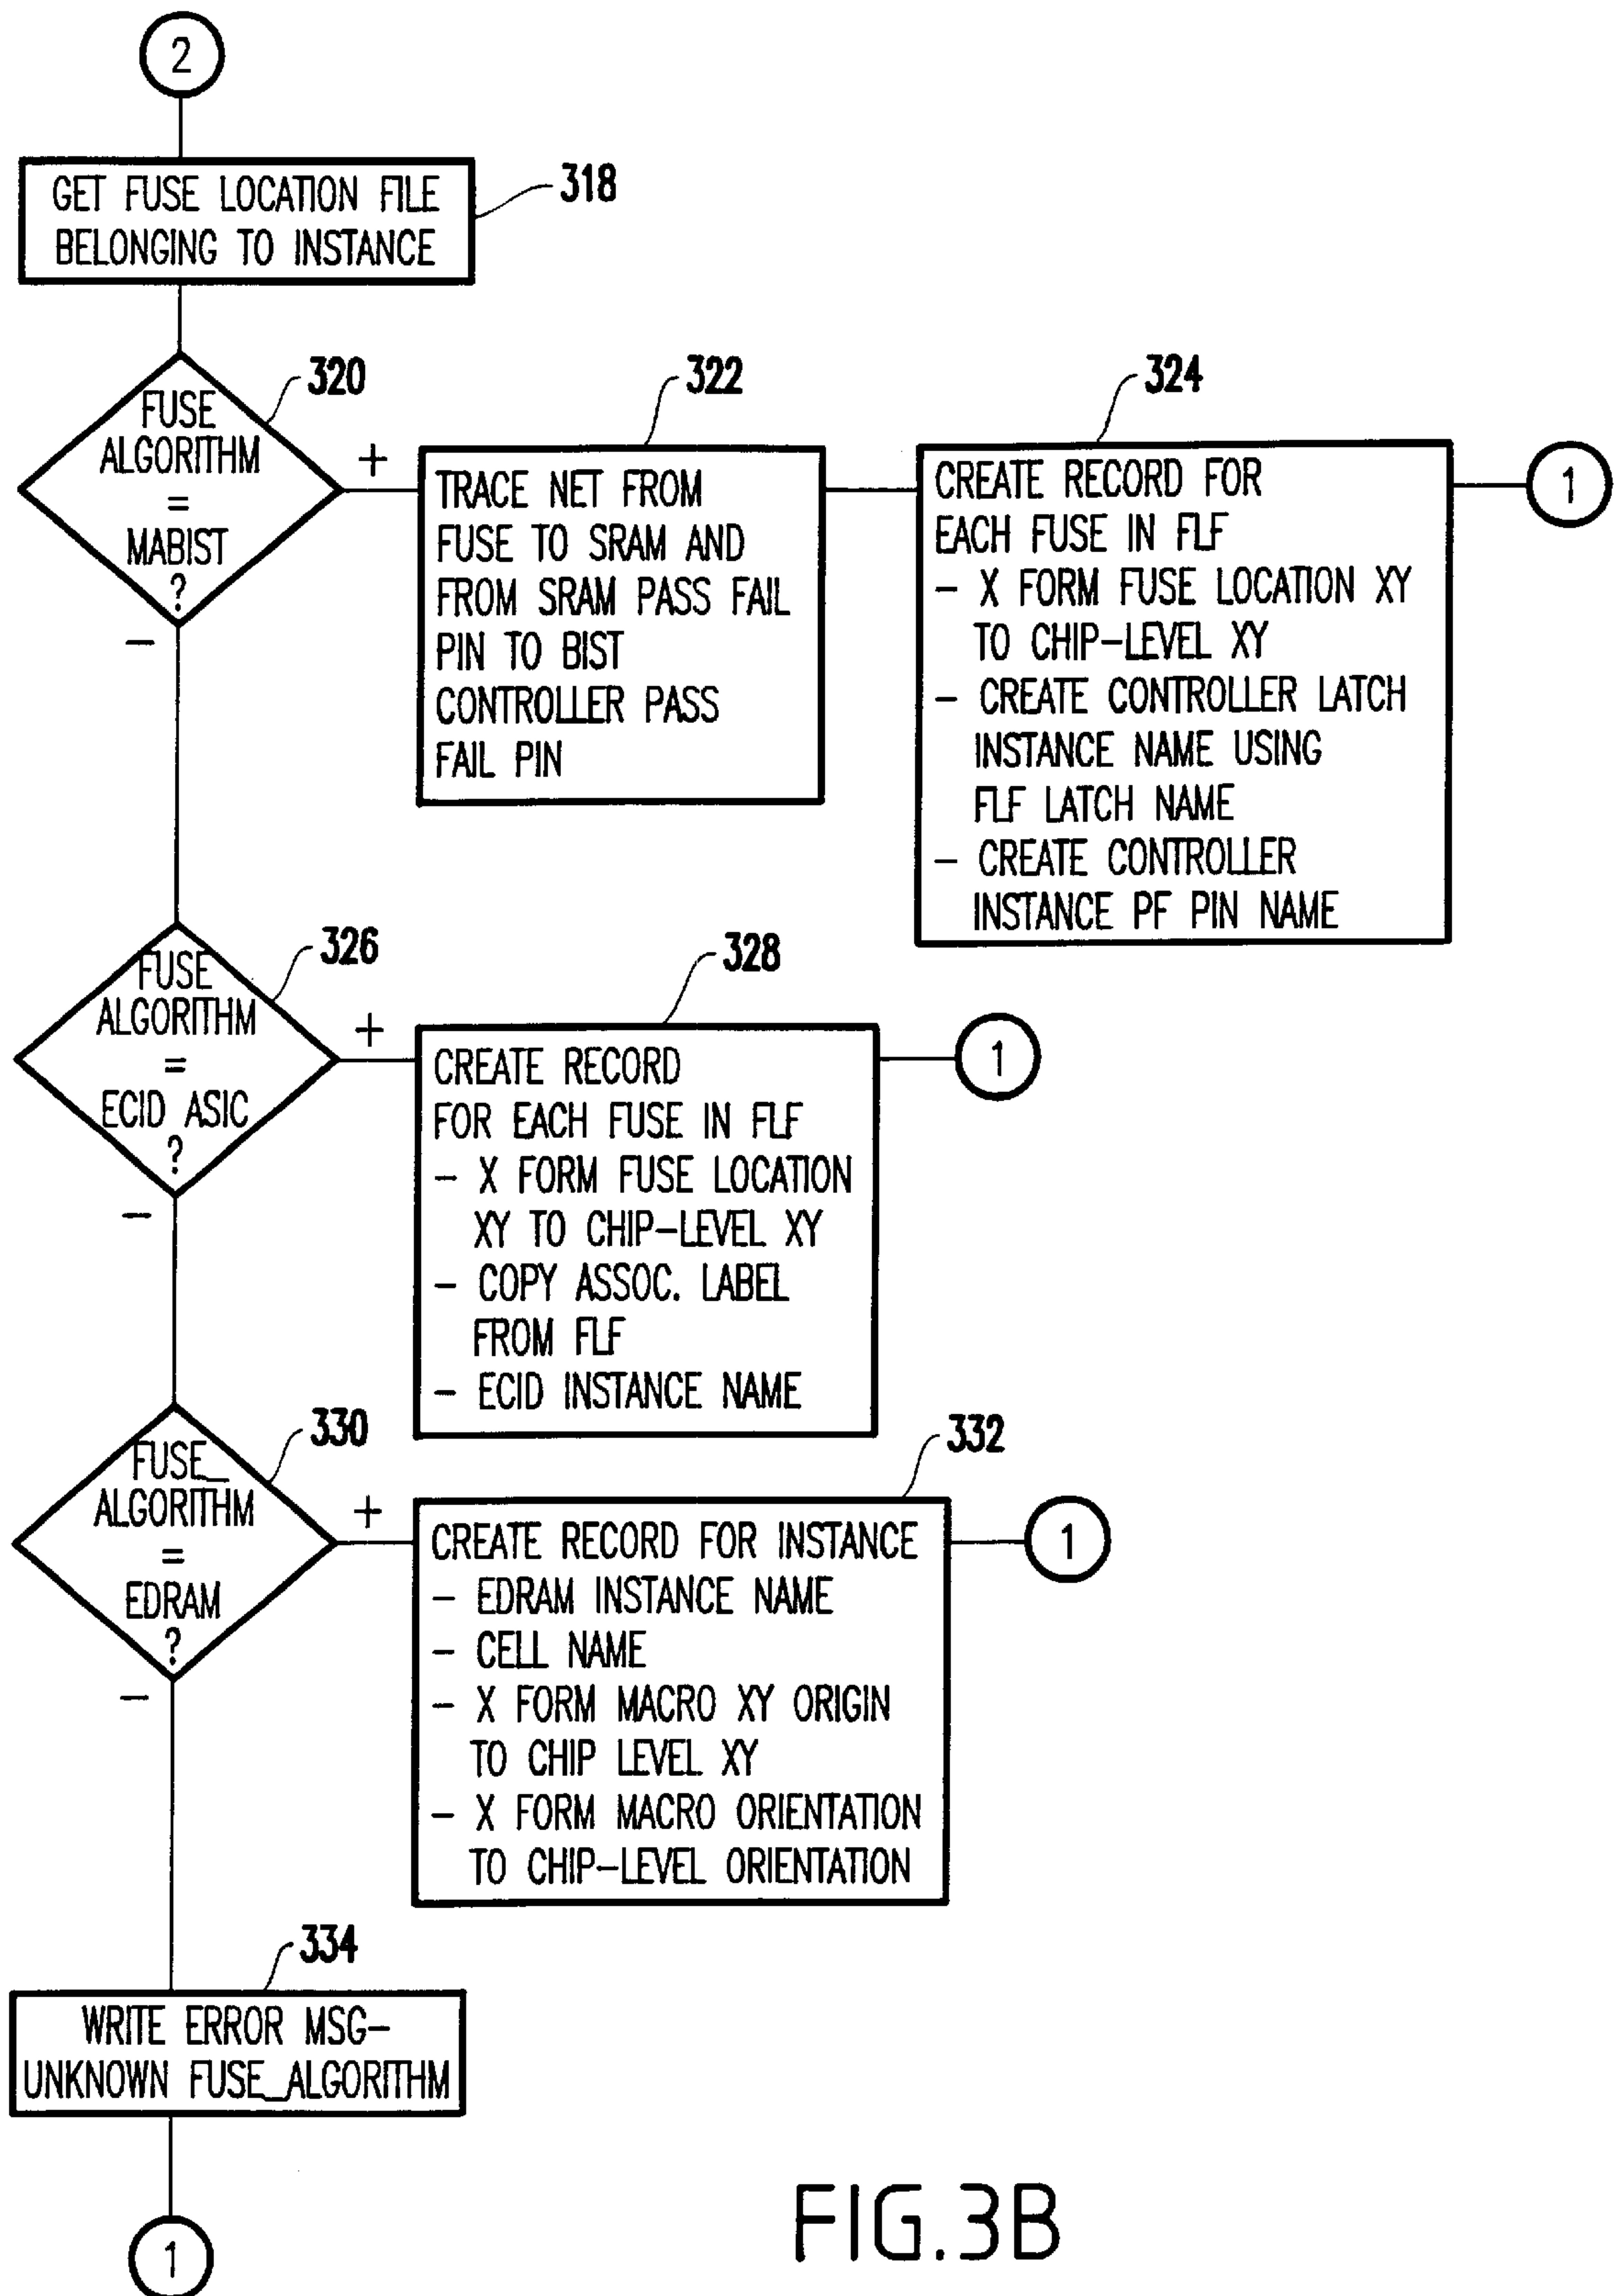 2
GET FUSE LOCATION FILE
BELONGING TO INSTANCE
318
FUSE
ALGORITHM
=
MABIST
?
320
+
−
TRACE NET FROM
FUSE TO SRAM AND
FROM SRAM PASS FAIL
PIN TO BIST
CONTROLLER PASS
FAIL PIN
322
CREATE RECORD FOR
EACH FUSE IN FLF
− X FORM FUSE LOCATION XY
TO CHIP−LEVEL XY
− CREATE CONTROLLER LATCH
INSTANCE NAME USING
FLF LATCH NAME
− CREATE CONTROLLER
INSTANCE PF PIN NAME
324
1
FUSE
ALGORITHM
=
ECID ASIC
?
326
+
−
CREATE RECORD
FOR EACH FUSE IN FLF
− X FORM FUSE LOCATION
XY TO CHIP−LEVEL XY
− COPY ASSOC. LABEL
FROM FLF
− ECID INSTANCE NAME
328
1
FUSE_
ALGORITHM
=
EDRAM
?
330
+
−
CREATE RECORD FOR INSTANCE
− EDRAM INSTANCE NAME
− CELL NAME
− X FORM MACRO XY ORIGIN
TO CHIP LEVEL XY
− X FORM MACRO ORIENTATION
TO CHIP−LEVEL ORIENTATION
332
1
WRITE ERROR MSG−
UNKNOWN FUSE_ALGORITHM
334
1
FIG.3B